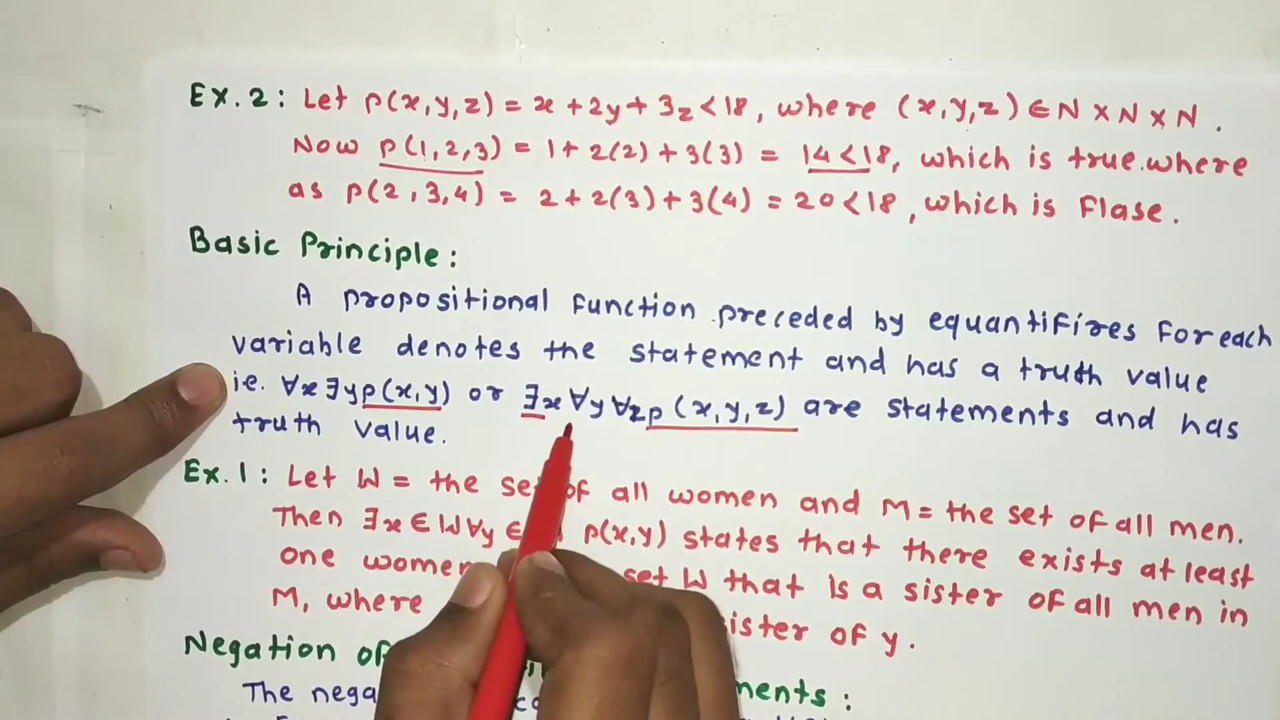 Ex.2: Let p(x,y,z) = x+2y+3z<18, where (x,y,z) ∈ N×N×N.
Now p(1,2,3) = 1+2(2)+3(3) = 14<18, which is true. where
as p(2,3,4) = 2+2(3)+3(4) = 20<18, which is Flase.
Basic Principle:
A propositional function preceded by equantifires for each
variable denotes the statement and has a truth value
ie. ∀x∃yp(x,y) or ∃x∀y∀zp(x,y,z) are statements and has
truth value.
Ex.1: Let W = the set of all women and M = the set of all men.
Then ∃x∈W∀y∈ p(x,y) states that there exists at least
one women set W that is a sister of all men in
M, where sister of y.
Negation of
The